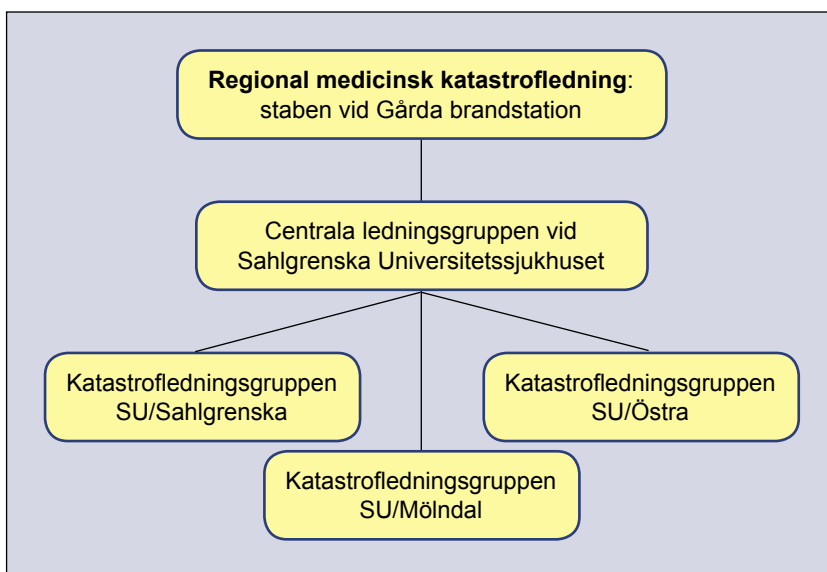 Regional medicinsk katastrofledning:
staben vid Gårda brandstation
Centrala ledningsgruppen vid
Sahlgrenska Universitetssjukhuset
Katastrofledningsgruppen
SU/Sahlgrenska
Katastrofledningsgruppen
SU/Östra
Katastrofledningsgruppen
SU/Mölndal